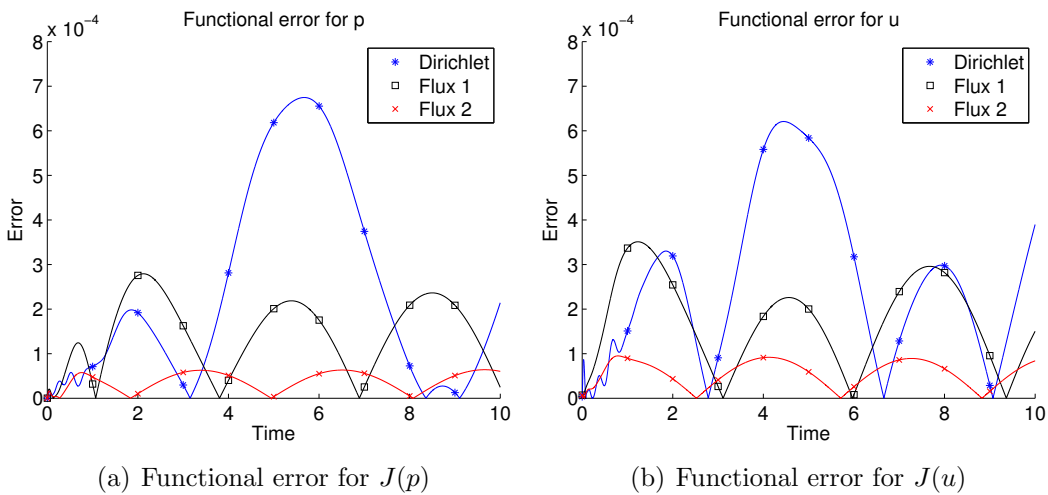 Functional error for p
x 10⁻⁴
8
7
6
5
4
3
2
1
0
0 2 4 6 8 10
Error
Time
Dirichlet
Flux 1
Flux 2
(a) Functional error for J(p)
Functional error for u
x 10⁻⁴
8
7
6
5
4
3
2
1
0
0 2 4 6 8 10
Error
Time
Dirichlet
Flux 1
Flux 2
(b) Functional error for J(u)